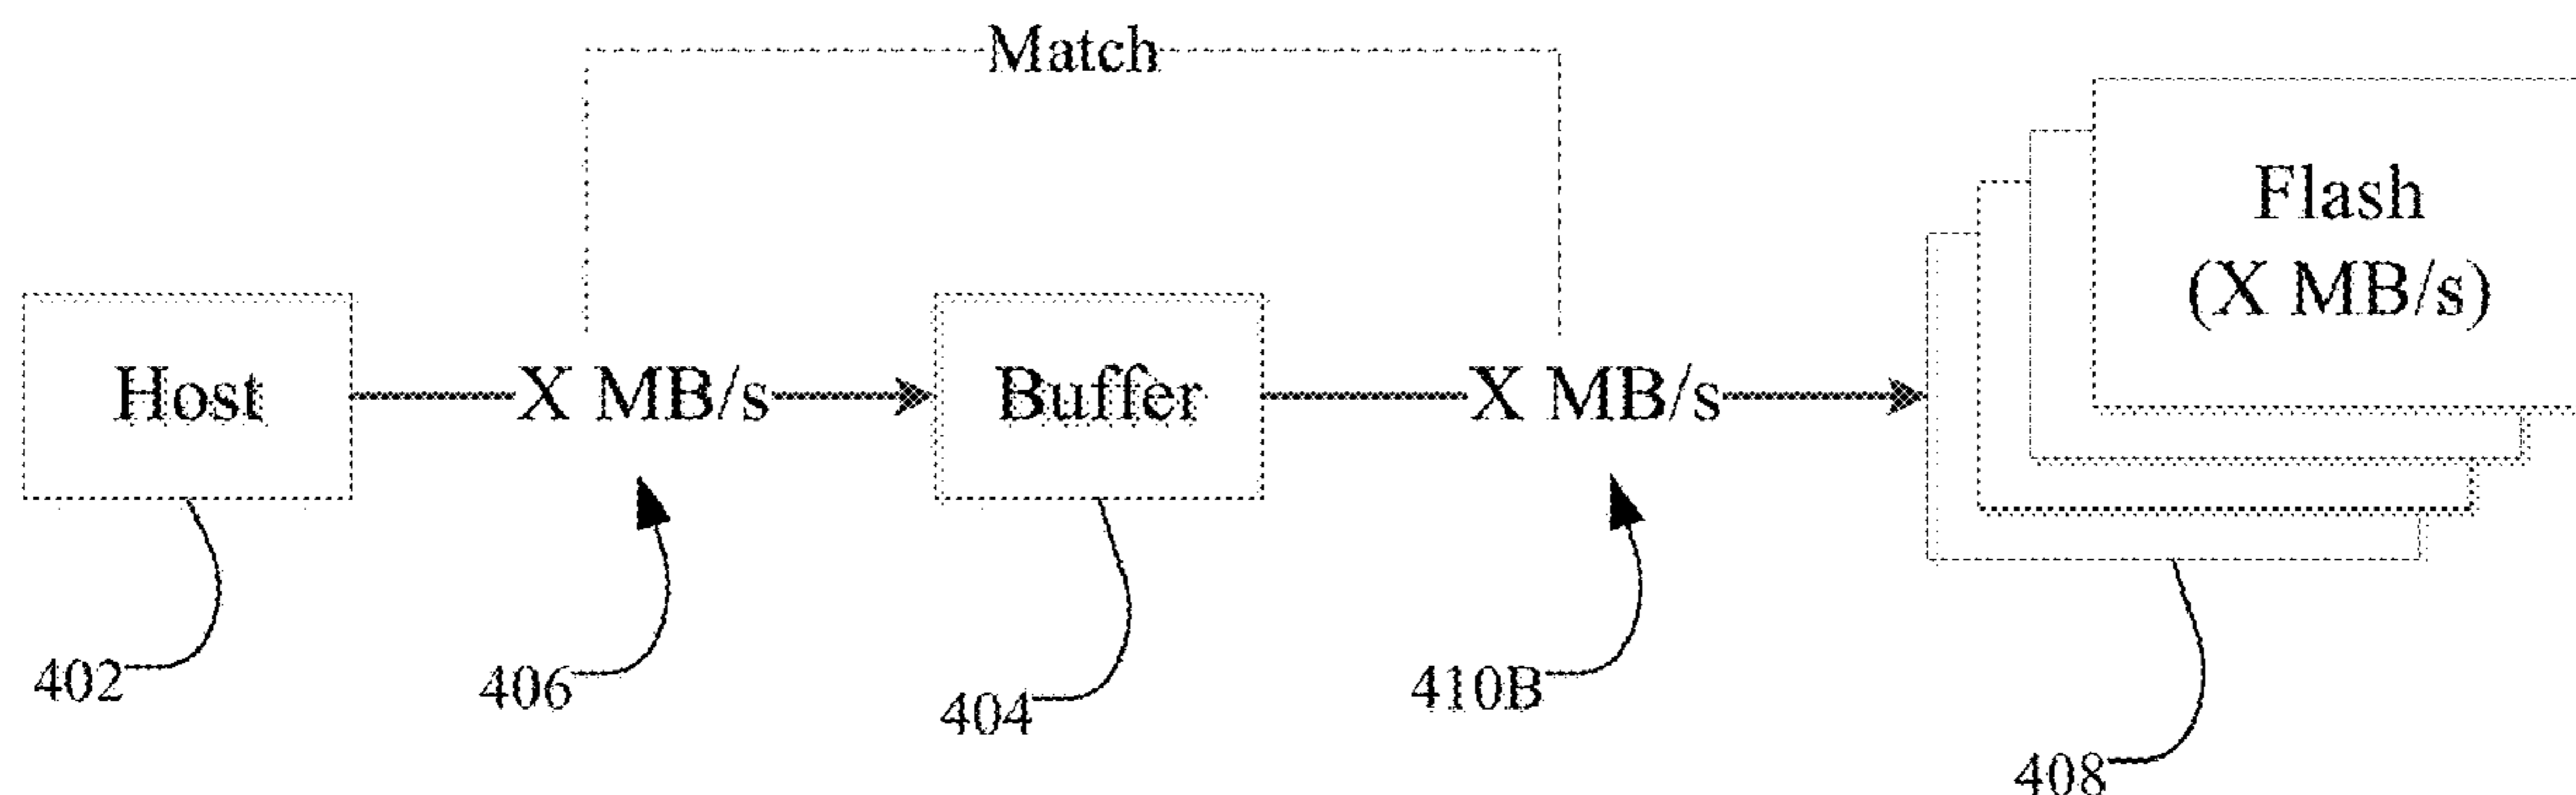 Match
Flash
(X MB/s)
Host
X MB/s
Buffer
X MB/s
402
406
404
410B
408